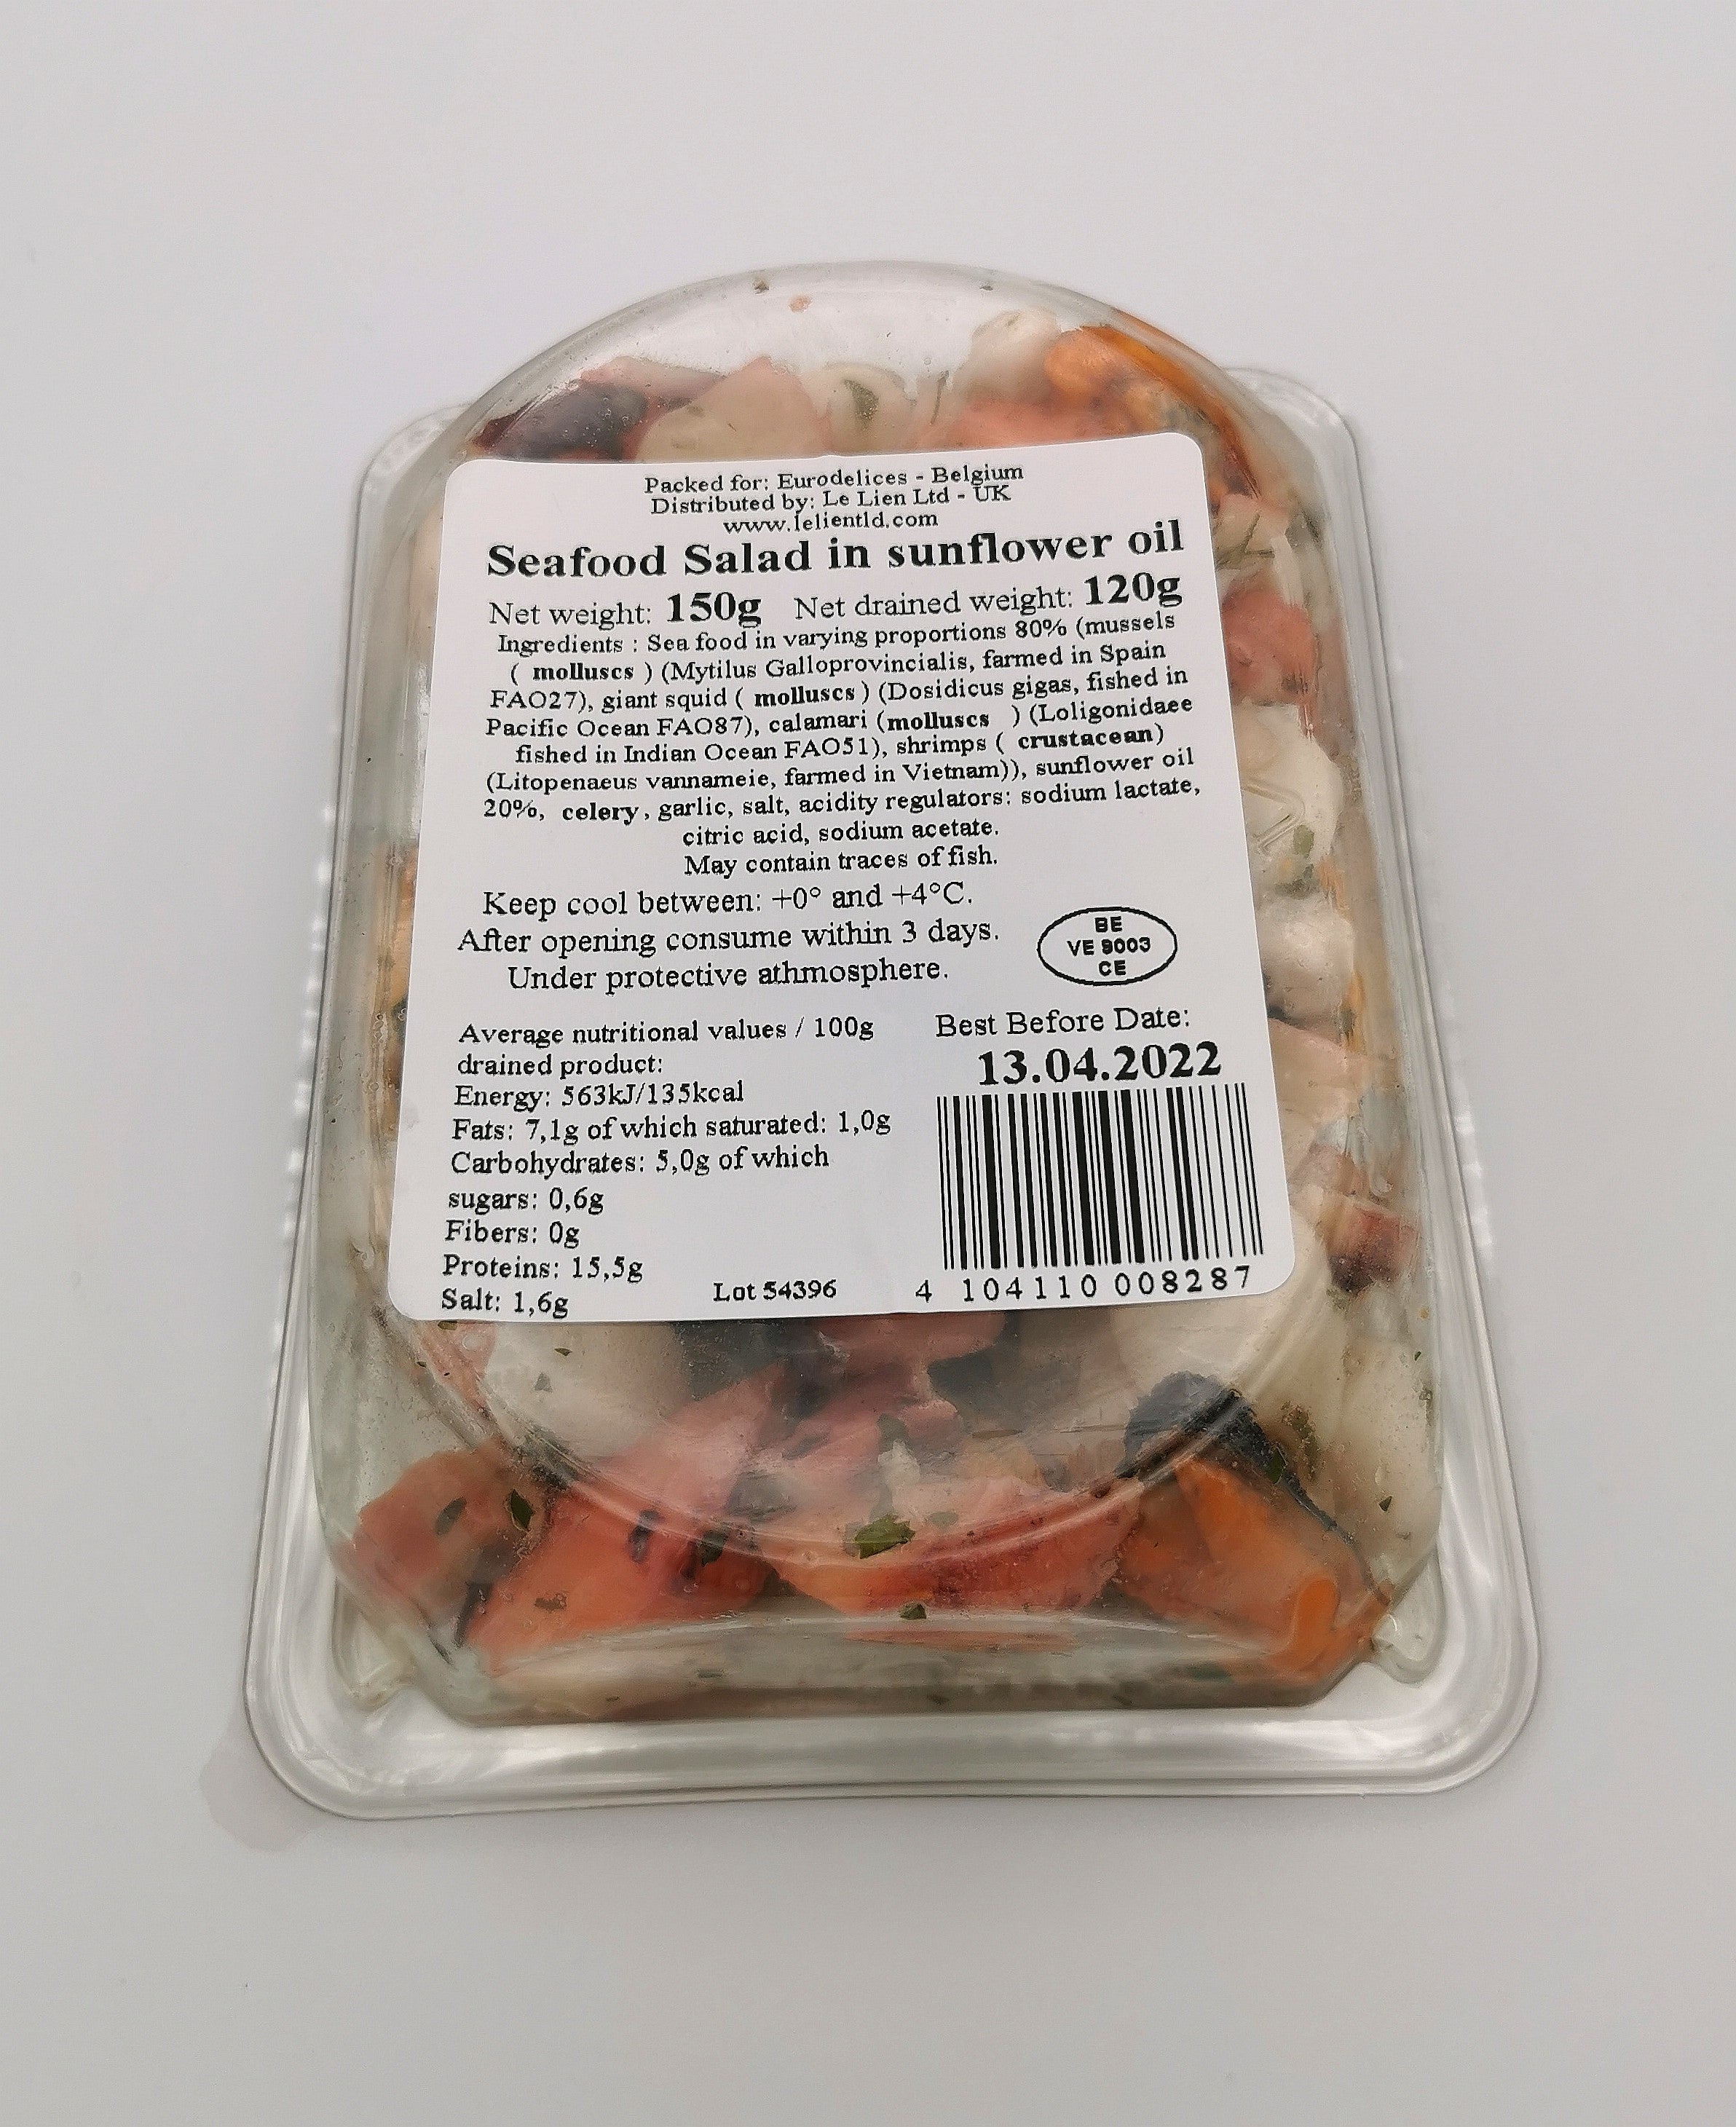 Packed for: Eurodelices - Belgium
Distributed by: Le Lien Ltd - UK
www.lelientld.com
Seafood Salad in sunflower oil
Net weight: 150g Net drained weight: 120g
Ingredients : Sea food in varying proportions 80% (mussels
( molluscs ) (Mytilus Galloprovincialis, farmed in Spain
FAO27), giant squid ( molluscs ) (Dosidicus gigas, fished in
Pacific Ocean FAO87), calamari (molluscs ) (Loligonidaee
fished in Indian Ocean FAO51), shrimps ( crustacean)
(Litopenaeus vannameie, farmed in Vietnam)), sunflower oil
20%, celery, garlic, salt, acidity regulators: sodium lactate,
citric acid, sodium acetate.
May contain traces of fish.
Keep cool between: +0° and +4°C.
After opening consume within 3 days.
Under protective athmosphere.
BE
VE 9003
CE
Average nutritional values / 100g
drained product:
Energy: 563kJ/135kcal
Fats: 7,1g of which saturated: 1,0g
Carbohydrates: 5,0g of which
sugars: 0,6g
Fibers: 0g
Proteins: 15,5g
Salt: 1,6g
Lot 54396
Best Before Date:
13.04.2022
4 104110 008287